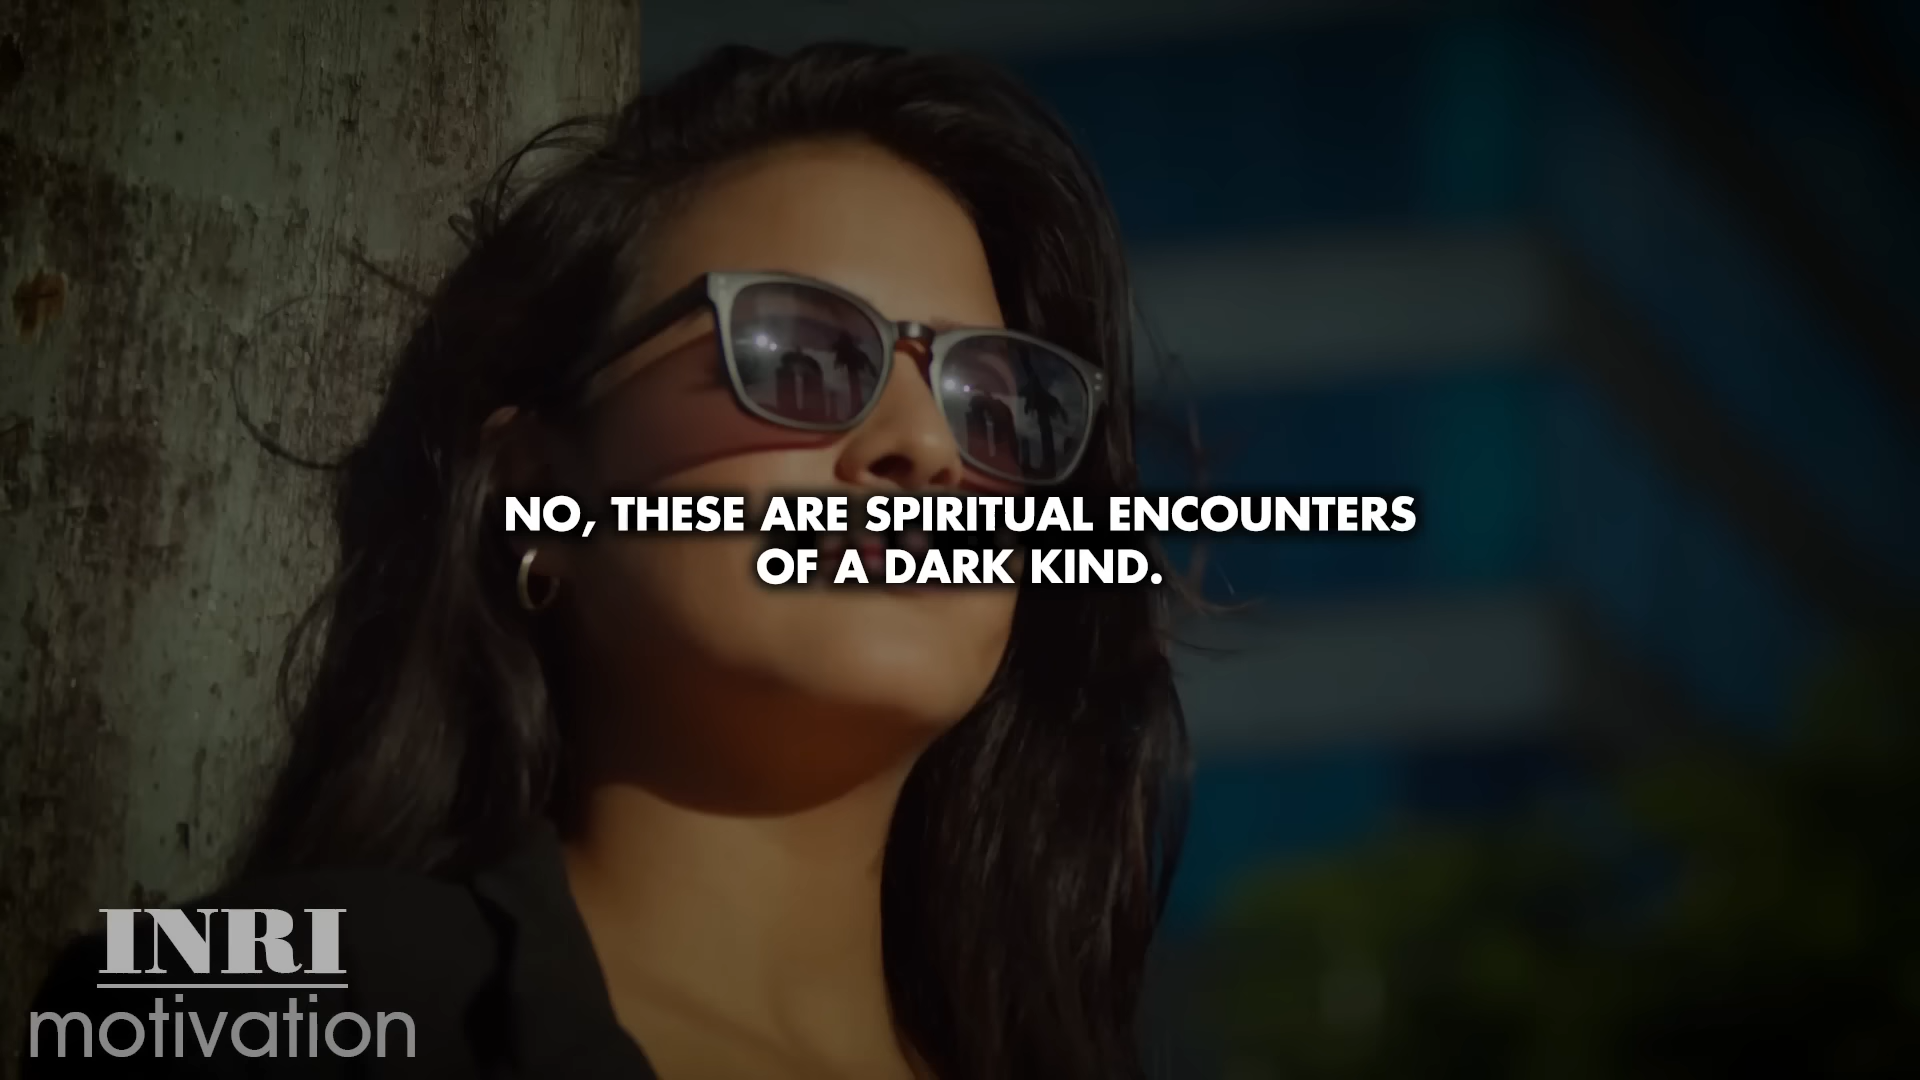 NO, THESE ARE SPIRITUAL ENCOUNTERS
OF A DARK KIND.
INRI
motivation